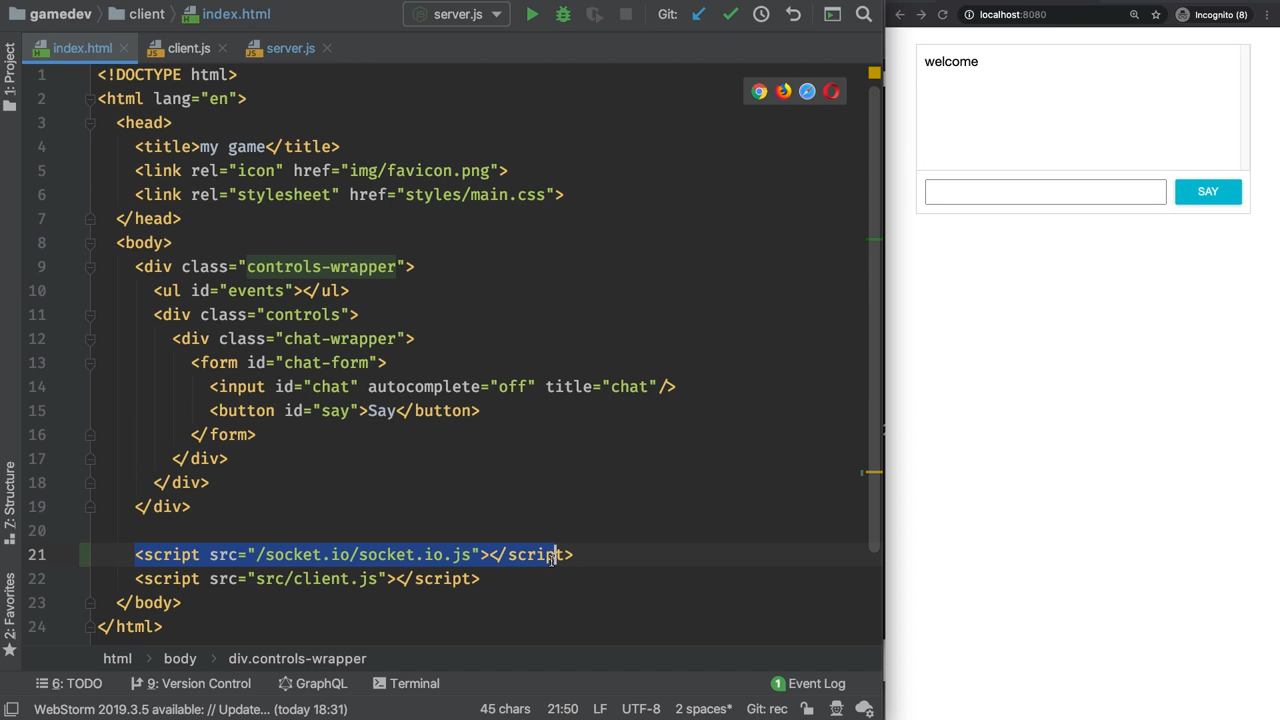 gamedev client index.html server.js Git: localhost:8080 Incognito (8)
1: Project
index.html client.js server.js
1 <!DOCTYPE html>
2 <html lang="en">
3 <head>
4 <title>my game</title>
5 <link rel="icon" href="img/favicon.png">
6 <link rel="stylesheet" href="styles/main.css">
7 </head>
8 <body>
9 <div class="controls-wrapper">
10 <ul id="events"></ul>
11 <div class="controls">
12 <div class="chat-wrapper">
13 <form id="chat-form">
14 <input id="chat" autocomplete="off" title="chat"/>
15 <button id="say">Say</button>
16 </form>
17 </div>
18 </div>
19 </div>
20
21 <script src="/socket.io/socket.io.js"></script>
22 <script src="src/client.js"></script>
23 </body>
24 </html>
welcome
SAY
7: Structure
2: Favorites
html body div.controls-wrapper
6: TODO 9: Version Control GraphQL Terminal 1 Event Log
WebStorm 2019.3.5 available: // Update... (today 18:31) 45 chars 21:50 LF UTF-8 2 spaces* Git: rec